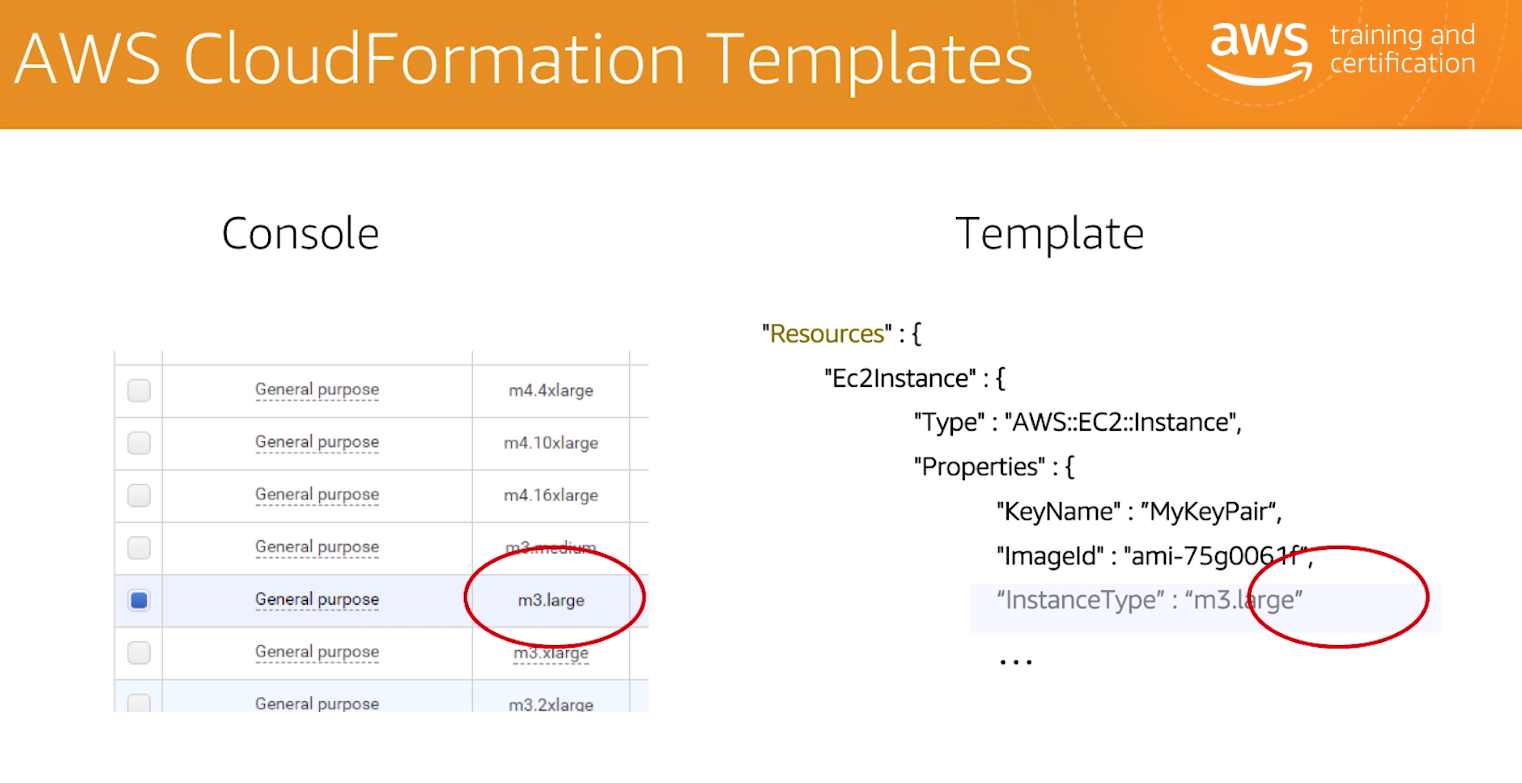 AWS CloudFormation Templates
aws training and
certification
Console
Template
General purpose m4.4xlarge
General purpose m4.10xlarge
General purpose m4.16xlarge
General purpose m3.medium
General purpose m3.large
General purpose m3.xlarge
General purpose m3.2xlarge
"Resources" : {
"Ec2Instance" : {
"Type" : "AWS::EC2::Instance",
"Properties" : {
"KeyName" : ”MyKeyPair“,
"ImageId" : "ami-75g0061f”,
“InstanceType” : “m3.large”
...